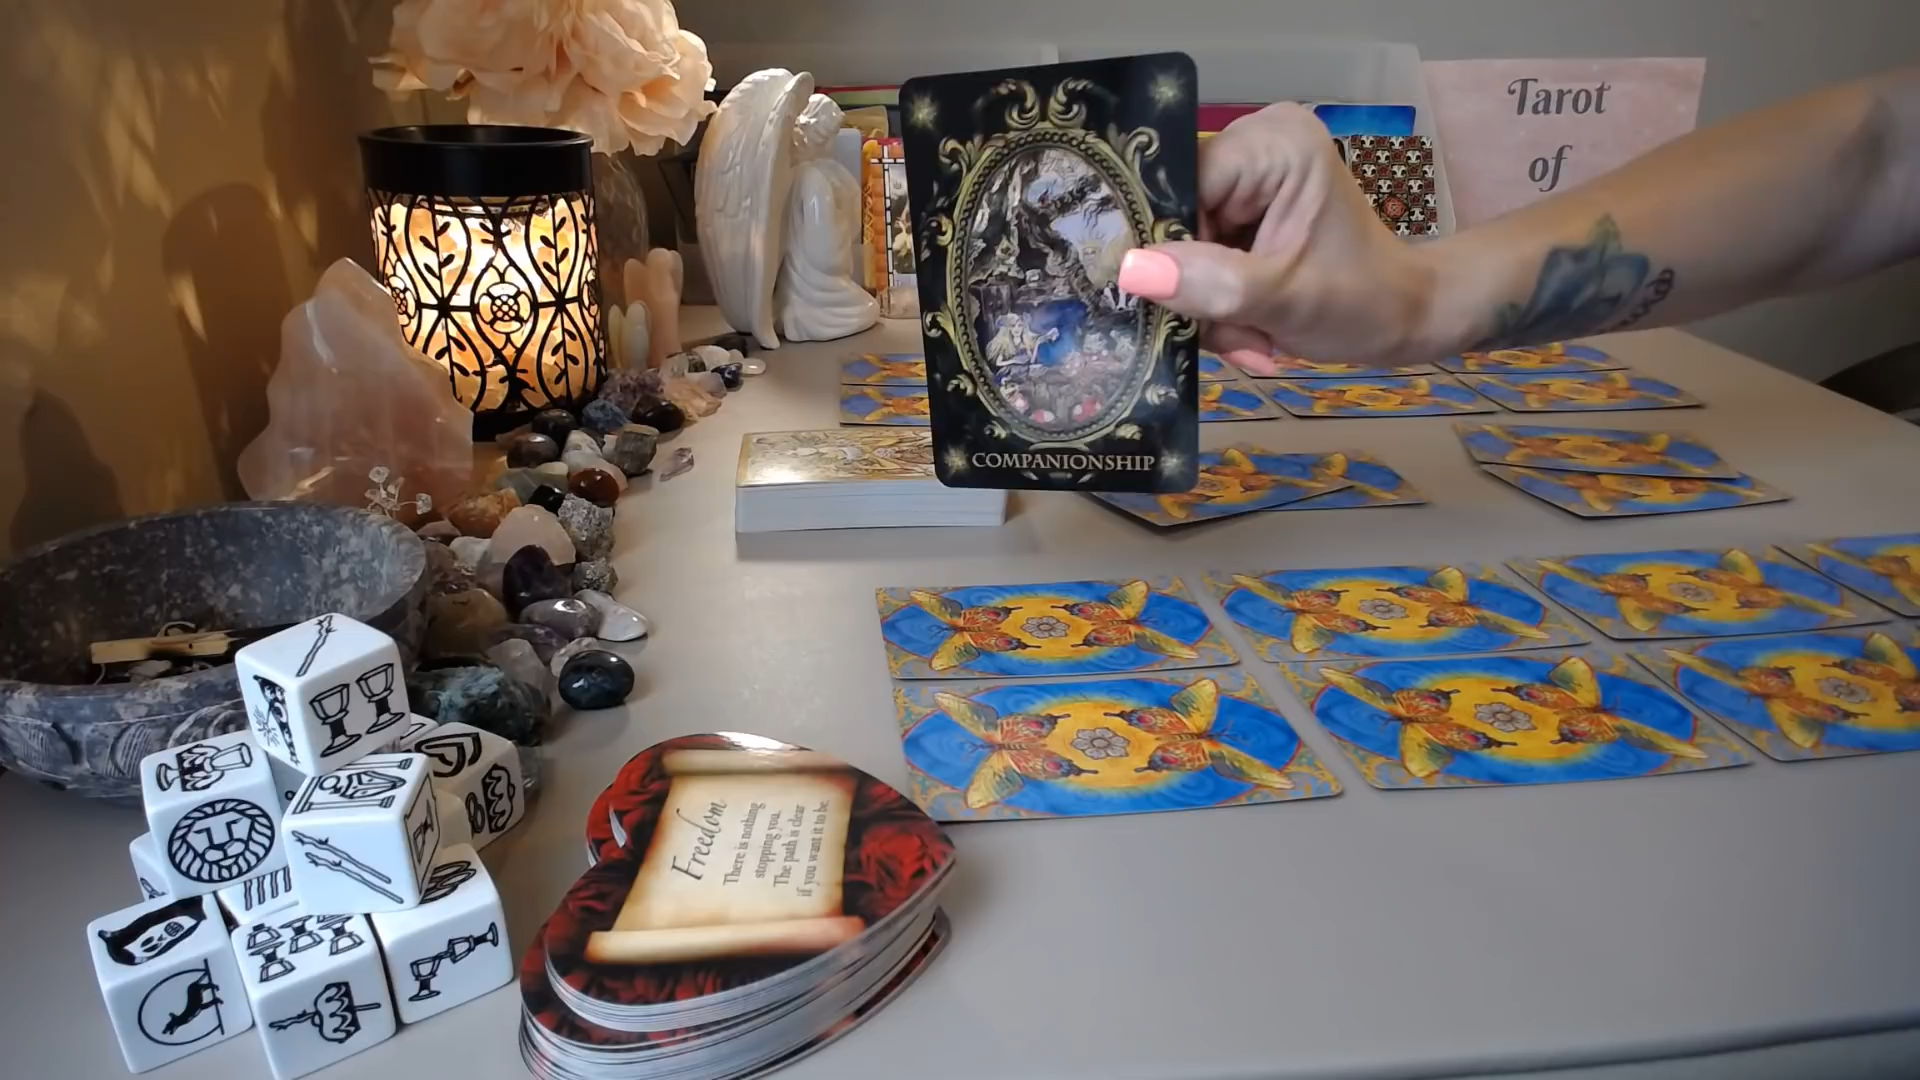 Tarot
of
COMPANIONSHIP
Freedom
There is nothing
stopping you.
The path is clear
if you want it to be.